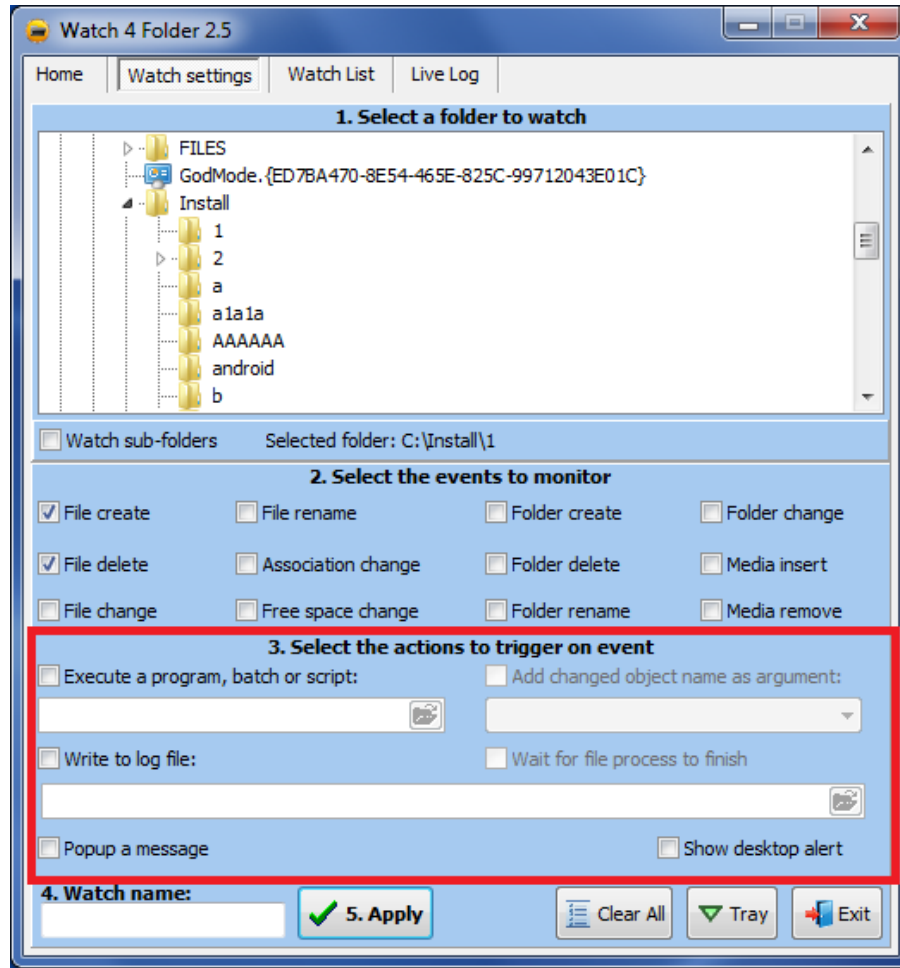 Watch 4 Folder 2.5
Home Watch settings Watch List Live Log
1. Select a folder to watch
FILES
GodMode.{ED7BA470-8E54-465E-825C-99712043E01C}
Install
1
2
a
a1a1a
AAAAAA
android
b
Watch sub-folders Selected folder: C:\Install\1
2. Select the events to monitor
File create File rename Folder create Folder change
File delete Association change Folder delete Media insert
File change Free space change Folder rename Media remove
3. Select the actions to trigger on event
Execute a program, batch or script: Add changed object name as argument:
Write to log file: Wait for file process to finish
Popup a message Show desktop alert
4. Watch name:
5. Apply Clear All Tray Exit